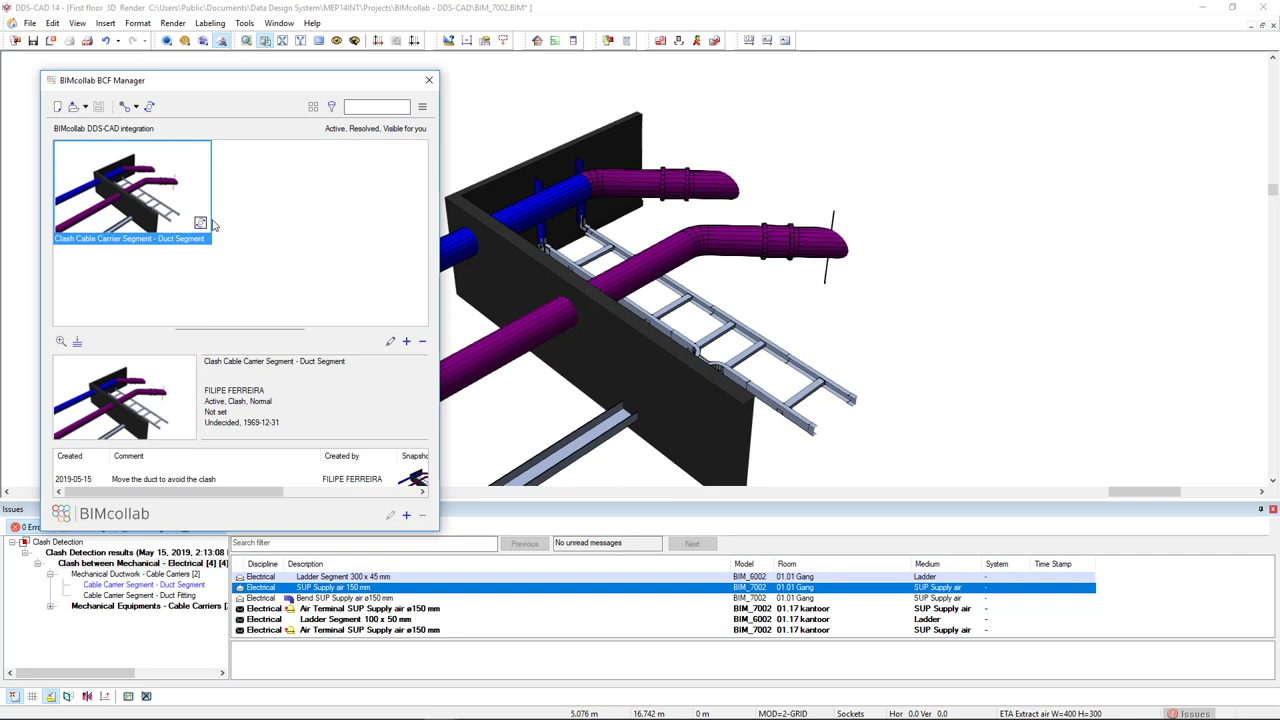 DDS-CAD 14 - [First floor  3D  Render  C:\Users\Public\Documents\Data Design System\MEP14INT\Projects\BIMcollab - DDS-CAD\BIM_7002.BIM*]
File Edit View Insert Format Render Labeling Tools Window Help
BIMcollab BCF Manager
BIMcollab DDS-CAD integration Active, Resolved, Visible for you
Clash Cable Carrier Segment - Duct Segment
Clash Cable Carrier Segment - Duct Segment
FILIPE FERREIRA
Active, Clash, Normal
Not set
Undecided, 1969-12-31
Created Comment Created by Snapsho
2019-05-15 Move the duct to avoid the clash FILIPE FERREIRA
BIMcollab
Issues
0 Erro
Clash Detection
Clash Detection results (May 15, 2019, 2:13:08 
Clash between Mechanical - Electrical [4] [4]
Mechanical Ductwork - Cable Carriers [2]
Cable Carrier Segment - Duct Segment
Cable Carrier Segment - Duct Fitting
Mechanical Equipments - Cable Carriers [2
Search filter Previous No unread messages Next
Discipline Description Model Room Medium System Time Stamp
Electrical Ladder Segment 300 x 45 mm BIM_6002 01.01 Gang Ladder -
Electrical SUP Supply air 150 mm BIM_7002 01.01 Gang SUP Supply air -
Electrical Bend SUP Supply air ø150 mm BIM_7002 01.01 Gang SUP Supply air -
Electrical Air Terminal SUP Supply air ø150 mm BIM_7002 01.17 kantoor SUP Supply air -
Electrical Ladder Segment 100 x 50 mm BIM_6002 01.17 kantoor Ladder -
Electrical Air Terminal SUP Supply air ø150 mm BIM_7002 01.17 kantoor SUP Supply air -
5.076 m 16.742 m 0 m MOD=2-GRID Sockets Hor 0.0 Ver 0.0 ETA Extract air W=400 H=300 Issues